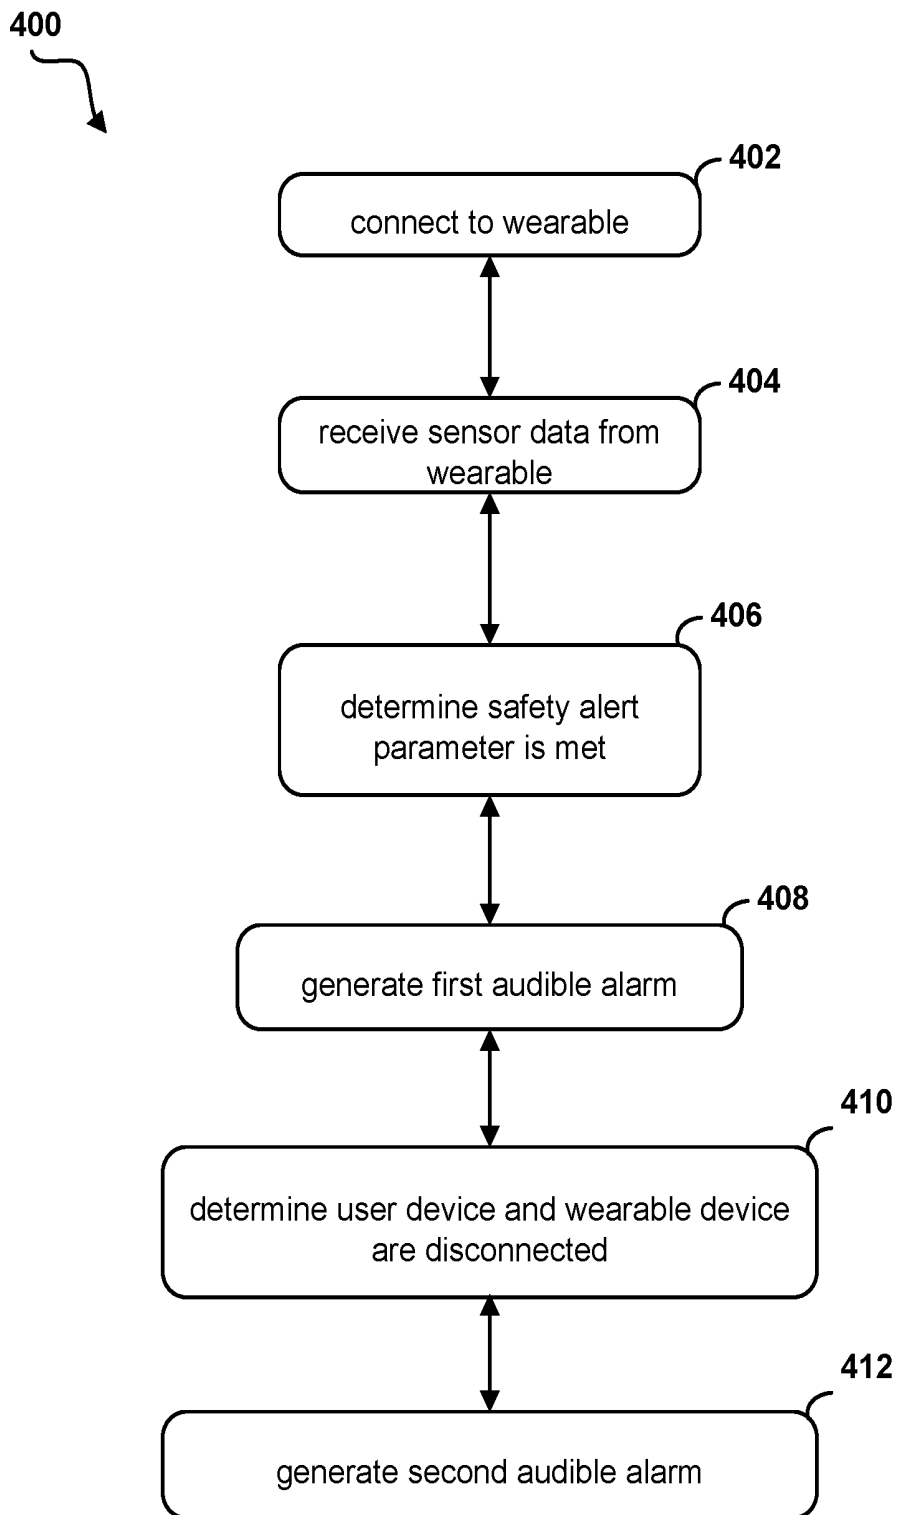 400
402
connect to wearable
404
receive sensor data from
wearable
406
determine safety alert
parameter is met
408
generate first audible alarm
410
determine user device and wearable device
are disconnected
412
generate second audible alarm